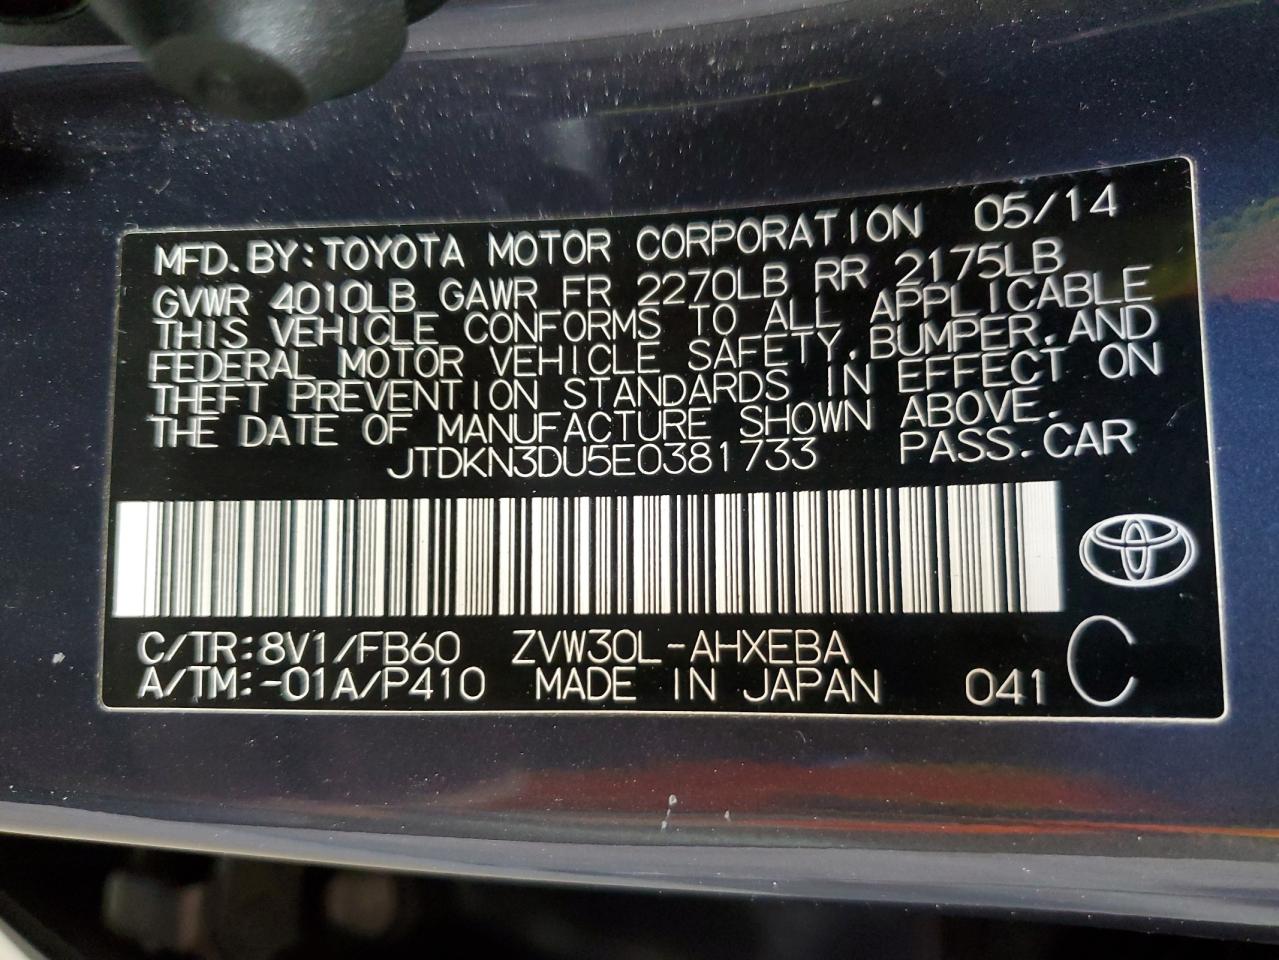 MFD.BY:TOYOTA MOTOR CORPORATION 05/14
GVWR 4010LB GAWR FR 2270LB RR 2175LB
THIS VEHICLE CONFORMS TO ALL APPLICABLE
FEDERAL MOTOR VEHICLE SAFETY,BUMPER,AND
THEFT PREVENTION STANDARDS IN EFFECT ON
THE DATE OF MANUFACTURE SHOWN ABOVE.
JTDKN3DU5E0381733 PASS.CAR
C/TR:8V1/FB60 ZVW30L-AHXEBA
A/TM:-01A/P410 MADE IN JAPAN 041 C